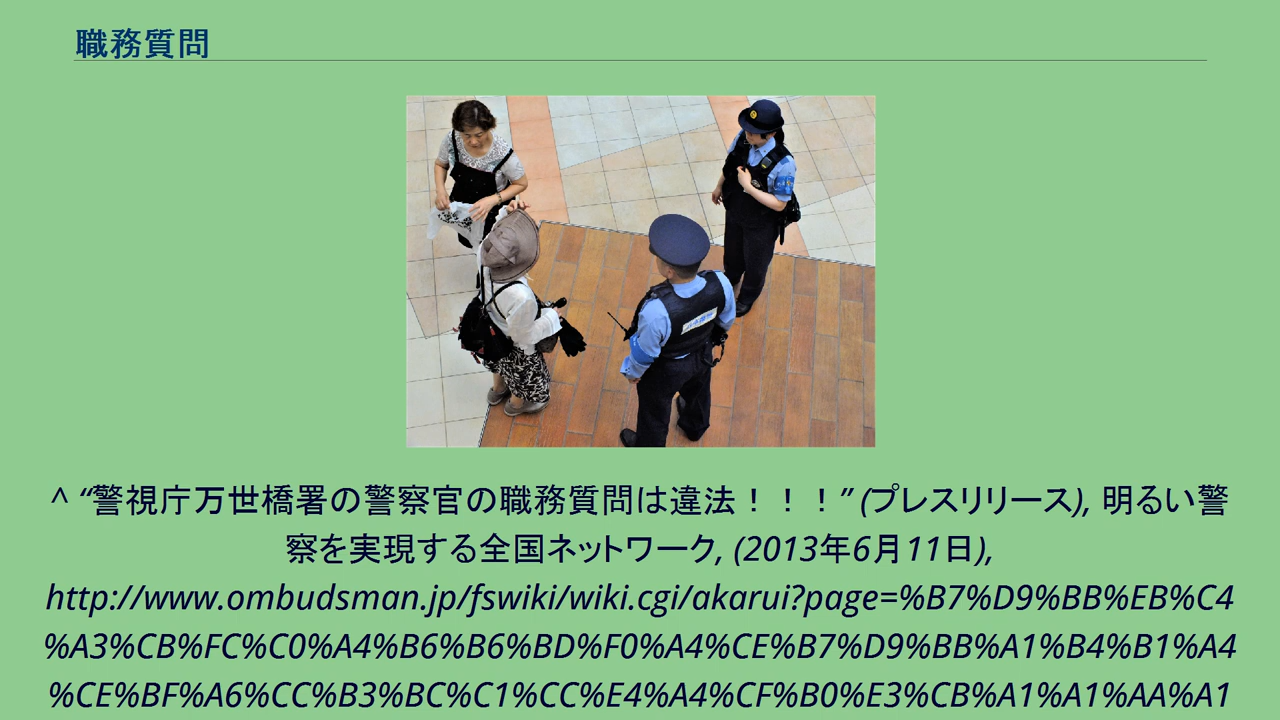 職務質問
^ “警視庁万世橋署の警察官の職務質問は違法！！！” (プレスリリース), 明るい警
察を実現する全国ネットワーク, (2013年6月11日),
http://www.ombudsman.jp/fswiki/wiki.cgi/akarui?page=%B7%D9%BB%EB%C4
%A3%CB%FC%C0%A4%B6%B6%BD%F0%A4%CE%B7%D9%BB%A1%B4%B1%A4
%CE%BF%A6%CC%B3%BC%C1%CC%E4%A4%CF%B0%E3%CB%A1%A1%AA%A1